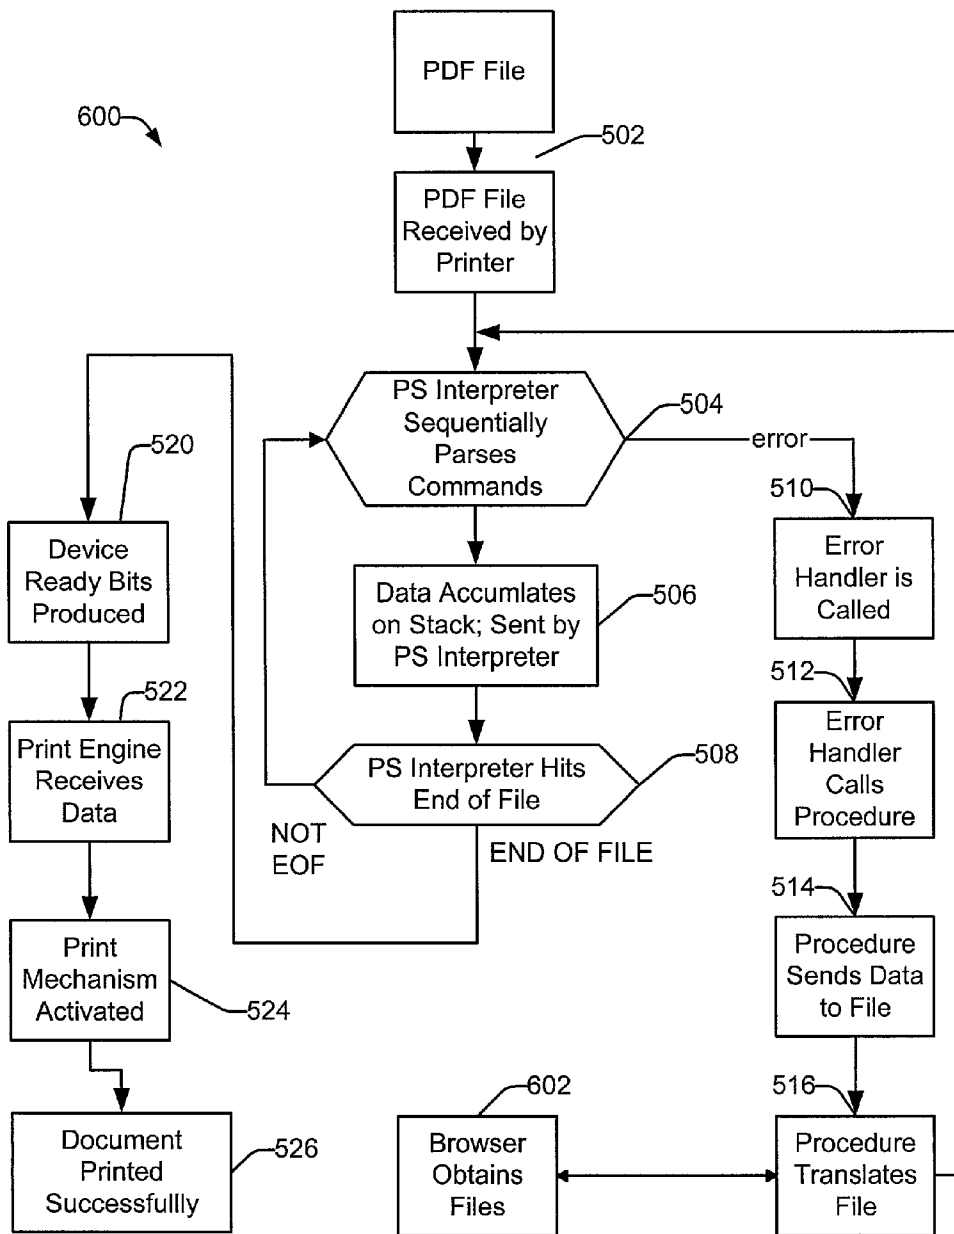 PDF File
600
502
PDF File
Received by
Printer
PS Interpreter
Sequentially
Parses
Commands
504
error
520
510
Device
Ready Bits
Produced
Data Accumlates
on Stack; Sent by
PS Interpreter
506
Error
Handler is
Called
522
512
Print Engine
Receives
Data
PS Interpreter Hits
End of File
508
Error
Handler
Calls
Procedure
NOT
EOF
END OF FILE
514
Print
Mechanism
Activated
524
Procedure
Sends Data
to File
602
516
Document
Printed
Successfullly
526
Browser
Obtains
Files
Procedure
Translates
File